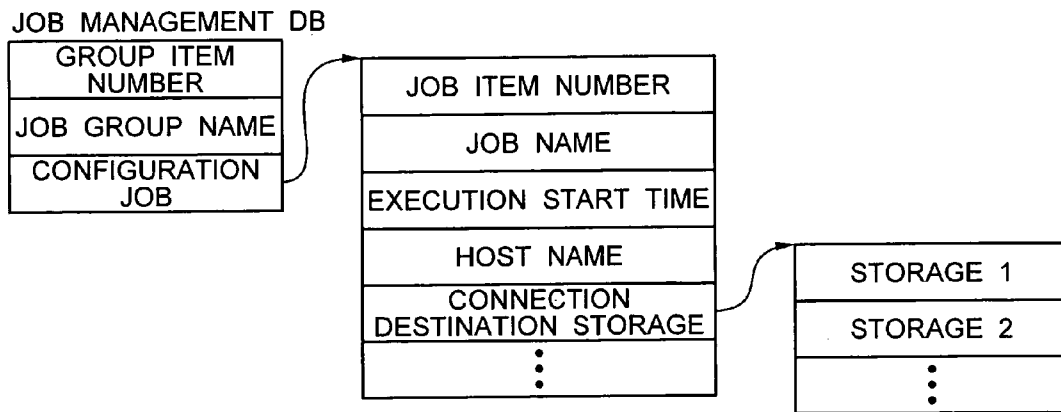 JOB MANAGEMENT DB
GROUP ITEM
NUMBER
JOB GROUP NAME
CONFIGURATION
JOB
JOB ITEM NUMBER
JOB NAME
EXECUTION START TIME
HOST NAME
CONNECTION
DESTINATION STORAGE
STORAGE 1
STORAGE 2